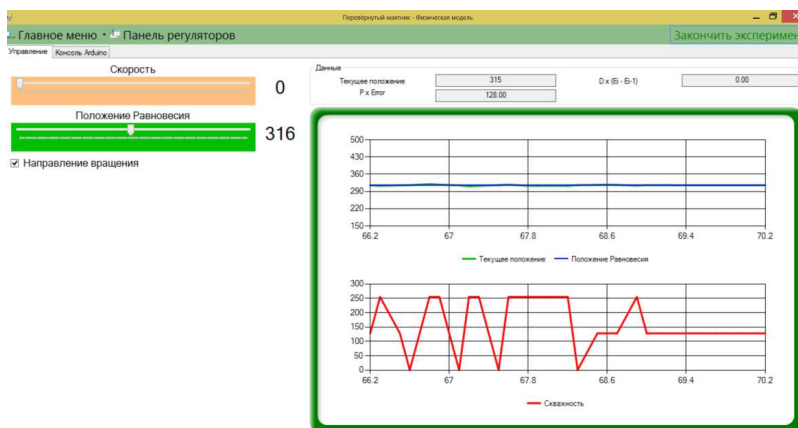 Перевёрнутый маятник - Физическая модель
Главное меню Панель регуляторов Закончить эксперимен
Управление Консоль Arduino
Скорость
0
Положение Равновесия
316
Направление вращения
Данные
Текущее положение 315 D x (Ei - Ei-1) 0.00
P x Error 128.00
500
430
360
290
220
150
66.2 67 67.8 68.6 69.4 70.2
Текущее положение Положение Равновесия
300
250
200
150
100
50
0
66.2 67 67.8 68.6 69.4 70.2
Скважность